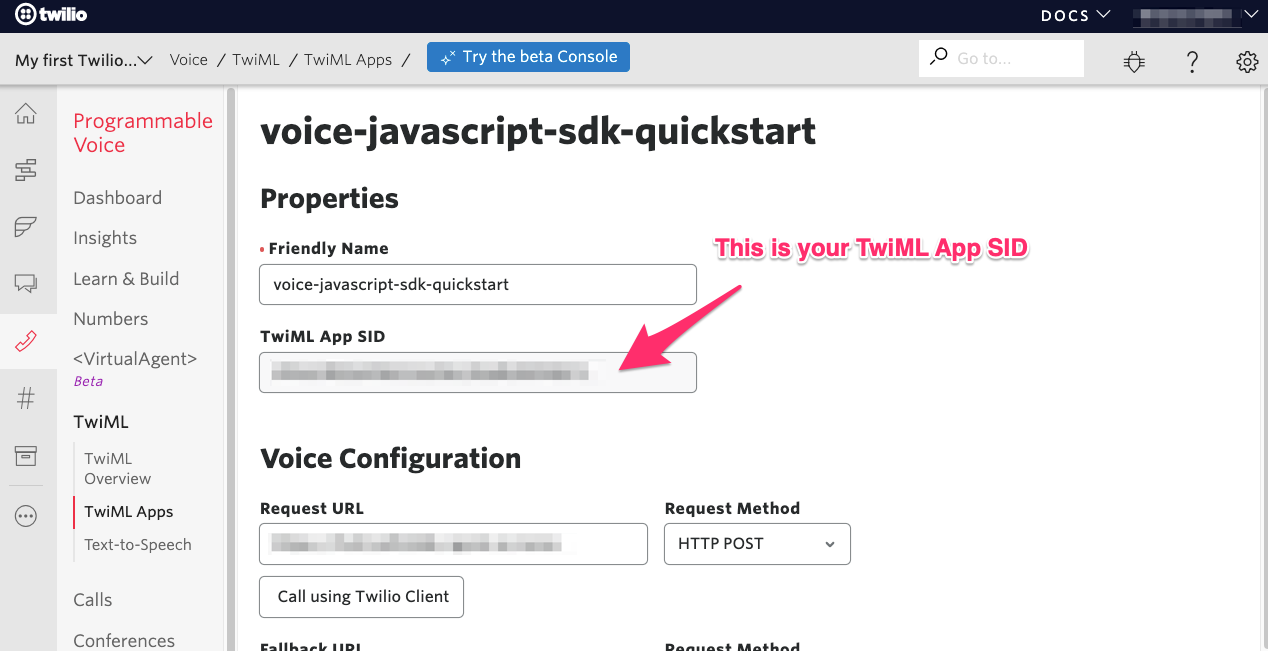 twilio
DOCS
My first Twilio... Voice / TwiML / TwiML Apps / Try the beta Console Go to...
Programmable
Voice
Dashboard
Insights
Learn & Build
Numbers
<VirtualAgent>
Beta
TwiML
TwiML
Overview
TwiML Apps
Text-to-Speech
Calls
Conferences
voice-javascript-sdk-quickstart
Properties
Friendly Name
voice-javascript-sdk-quickstart
This is your TwiML App SID
TwiML App SID
Voice Configuration
Request URL Request Method
HTTP POST
Call using Twilio Client
Fallback URL Request Method